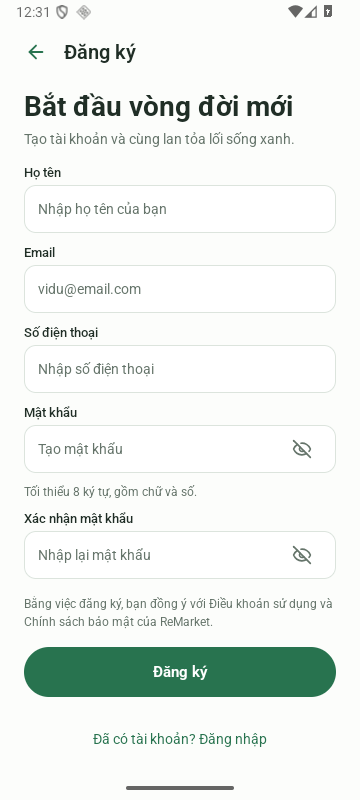 12:31
Đăng ký
Bắt đầu vòng đời mới
Tạo tài khoản và cùng lan tỏa lối sống xanh.
Họ tên
Nhập họ tên của bạn
Email
vidu@email.com
Số điện thoại
Nhập số điện thoại
Mật khẩu
Tạo mật khẩu
Tối thiểu 8 ký tự, gồm chữ và số.
Xác nhận mật khẩu
Nhập lại mật khẩu
Bằng việc đăng ký, bạn đồng ý với Điều khoản sử dụng và
Chính sách bảo mật của ReMarket.
Đăng ký
Đã có tài khoản? Đăng nhập